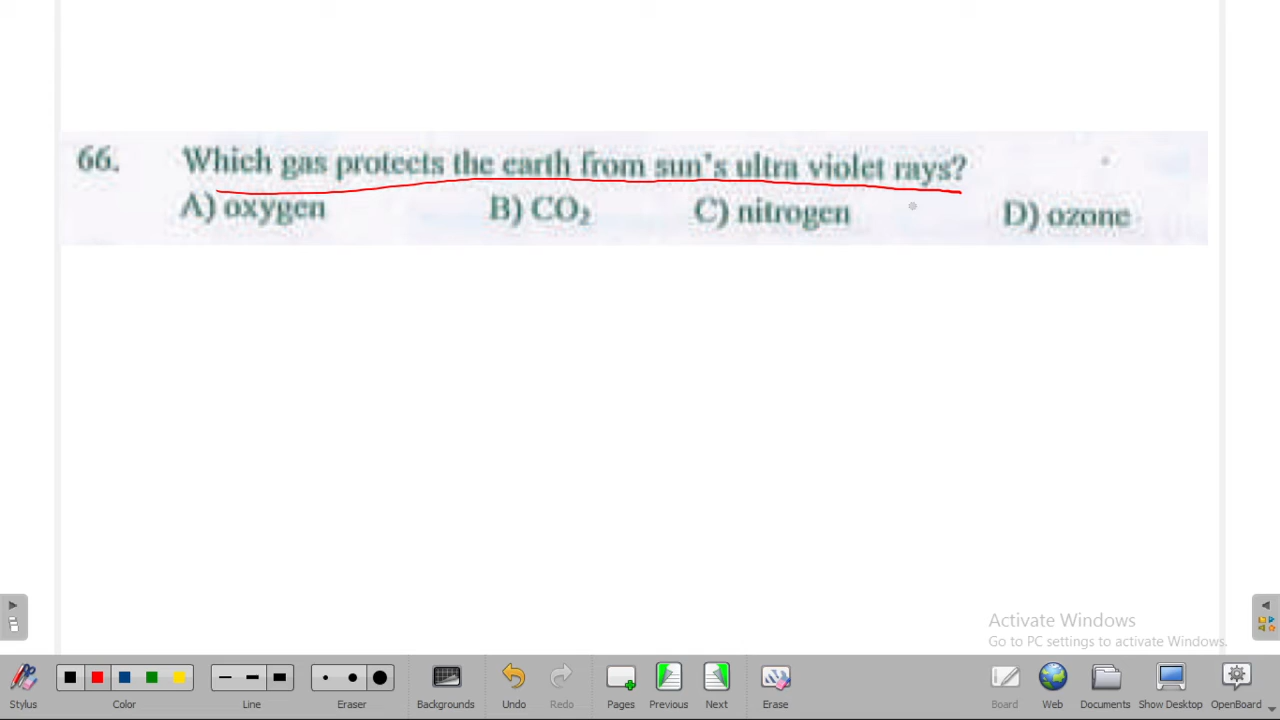 66. Which gas protects the earth from sun's ultra violet rays?
A) oxygen B) CO₂ C) nitrogen D) ozone
Activate Windows
Go to PC settings to activate Windows.
Stylus Color Line Eraser Backgrounds Undo Redo Pages Previous Next Erase Board Web Documents Show Desktop OpenBoard